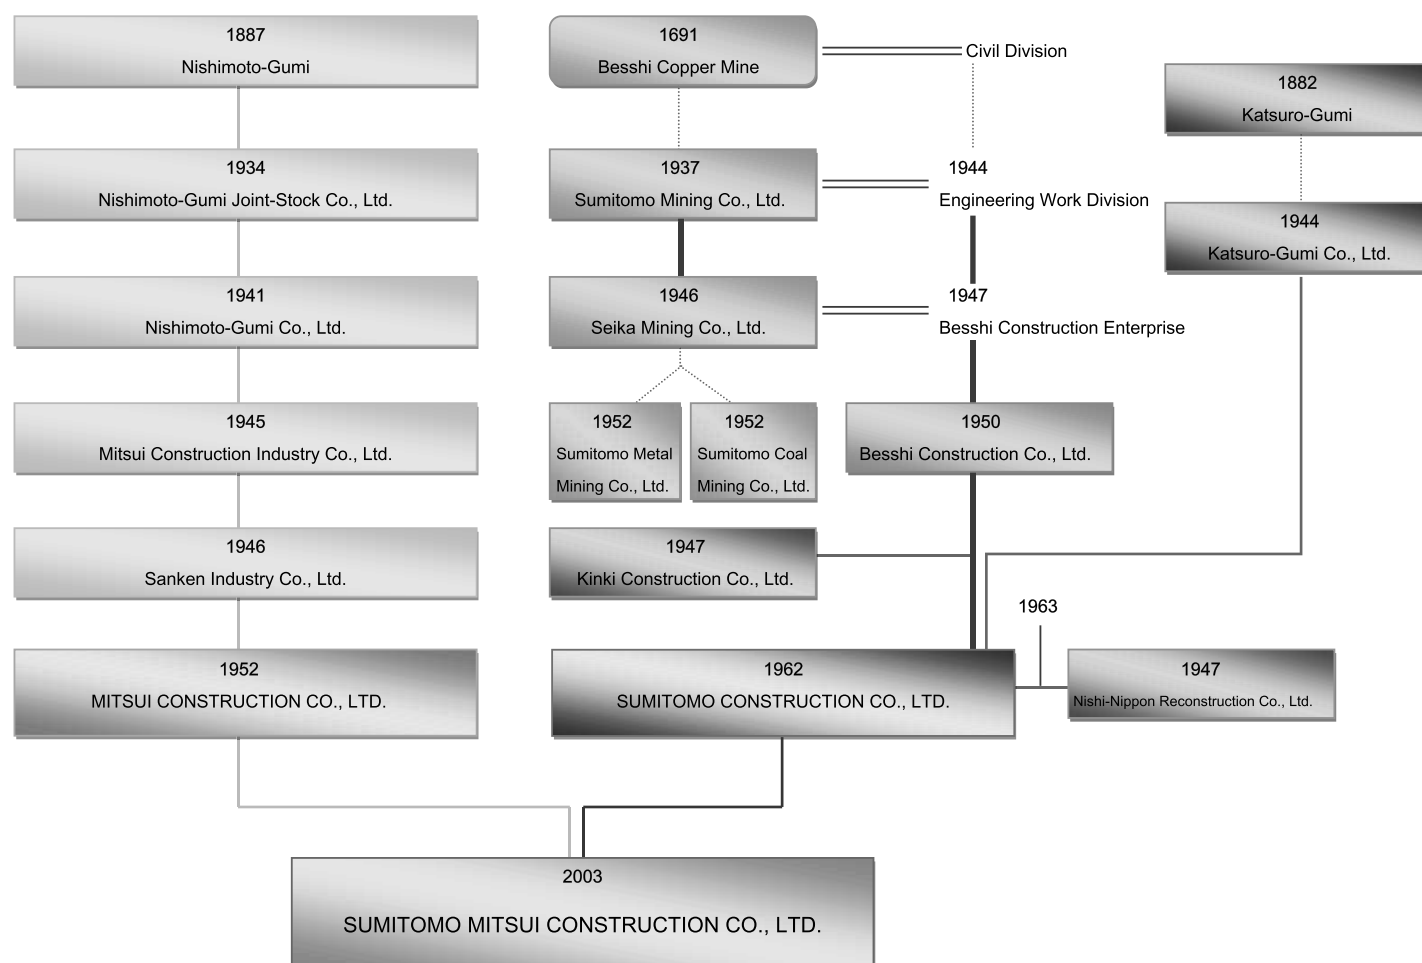 1887
Nishimoto-Gumi
1691
Besshi Copper Mine
Civil Division
1882
Katsuro-Gumi
1934
Nishimoto-Gumi Joint-Stock Co., Ltd.
1937
Sumitomo Mining Co., Ltd.
1944
Engineering Work Division
1944
Katsuro-Gumi Co., Ltd.
1941
Nishimoto-Gumi Co., Ltd.
1946
Seika Mining Co., Ltd.
1947
Besshi Construction Enterprise
1945
Mitsui Construction Industry Co., Ltd.
1952
Sumitomo Metal
Mining Co., Ltd.
1952
Sumitomo Coal
Mining Co., Ltd.
1950
Besshi Construction Co., Ltd.
1946
Sanken Industry Co., Ltd.
1947
Kinki Construction Co., Ltd.
1963
1952
MITSUI CONSTRUCTION CO., LTD.
1962
SUMITOMO CONSTRUCTION CO., LTD.
1947
Nishi-Nippon Reconstruction Co., Ltd.
2003
SUMITOMO MITSUI CONSTRUCTION CO., LTD.